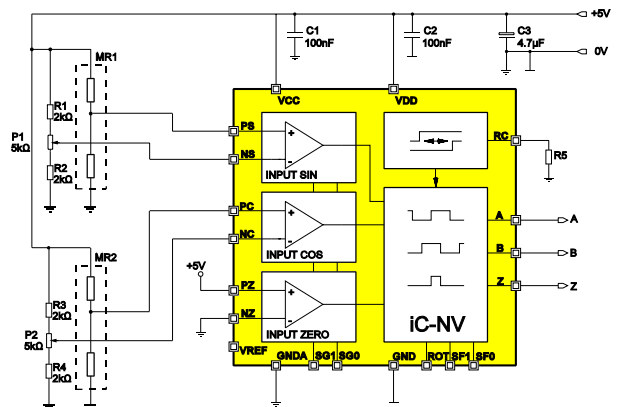 +5V
C1
100nF
C2
100nF
C3
4.7µF
0V
MR1
R1
2kΩ
P1
5kΩ
R2
2kΩ
VCC
VDD
PS
NS
INPUT SIN
RC
R5
PC
NC
INPUT COS
A
A
B
B
Z
Z
MR2
+5V
PZ
NZ
INPUT ZERO
iC-NV
R3
2kΩ
P2
5kΩ
R4
2kΩ
VREF
GNDA
SG1
SG0
GND
ROT
SF1
SF0
+
-
+
-
+
-